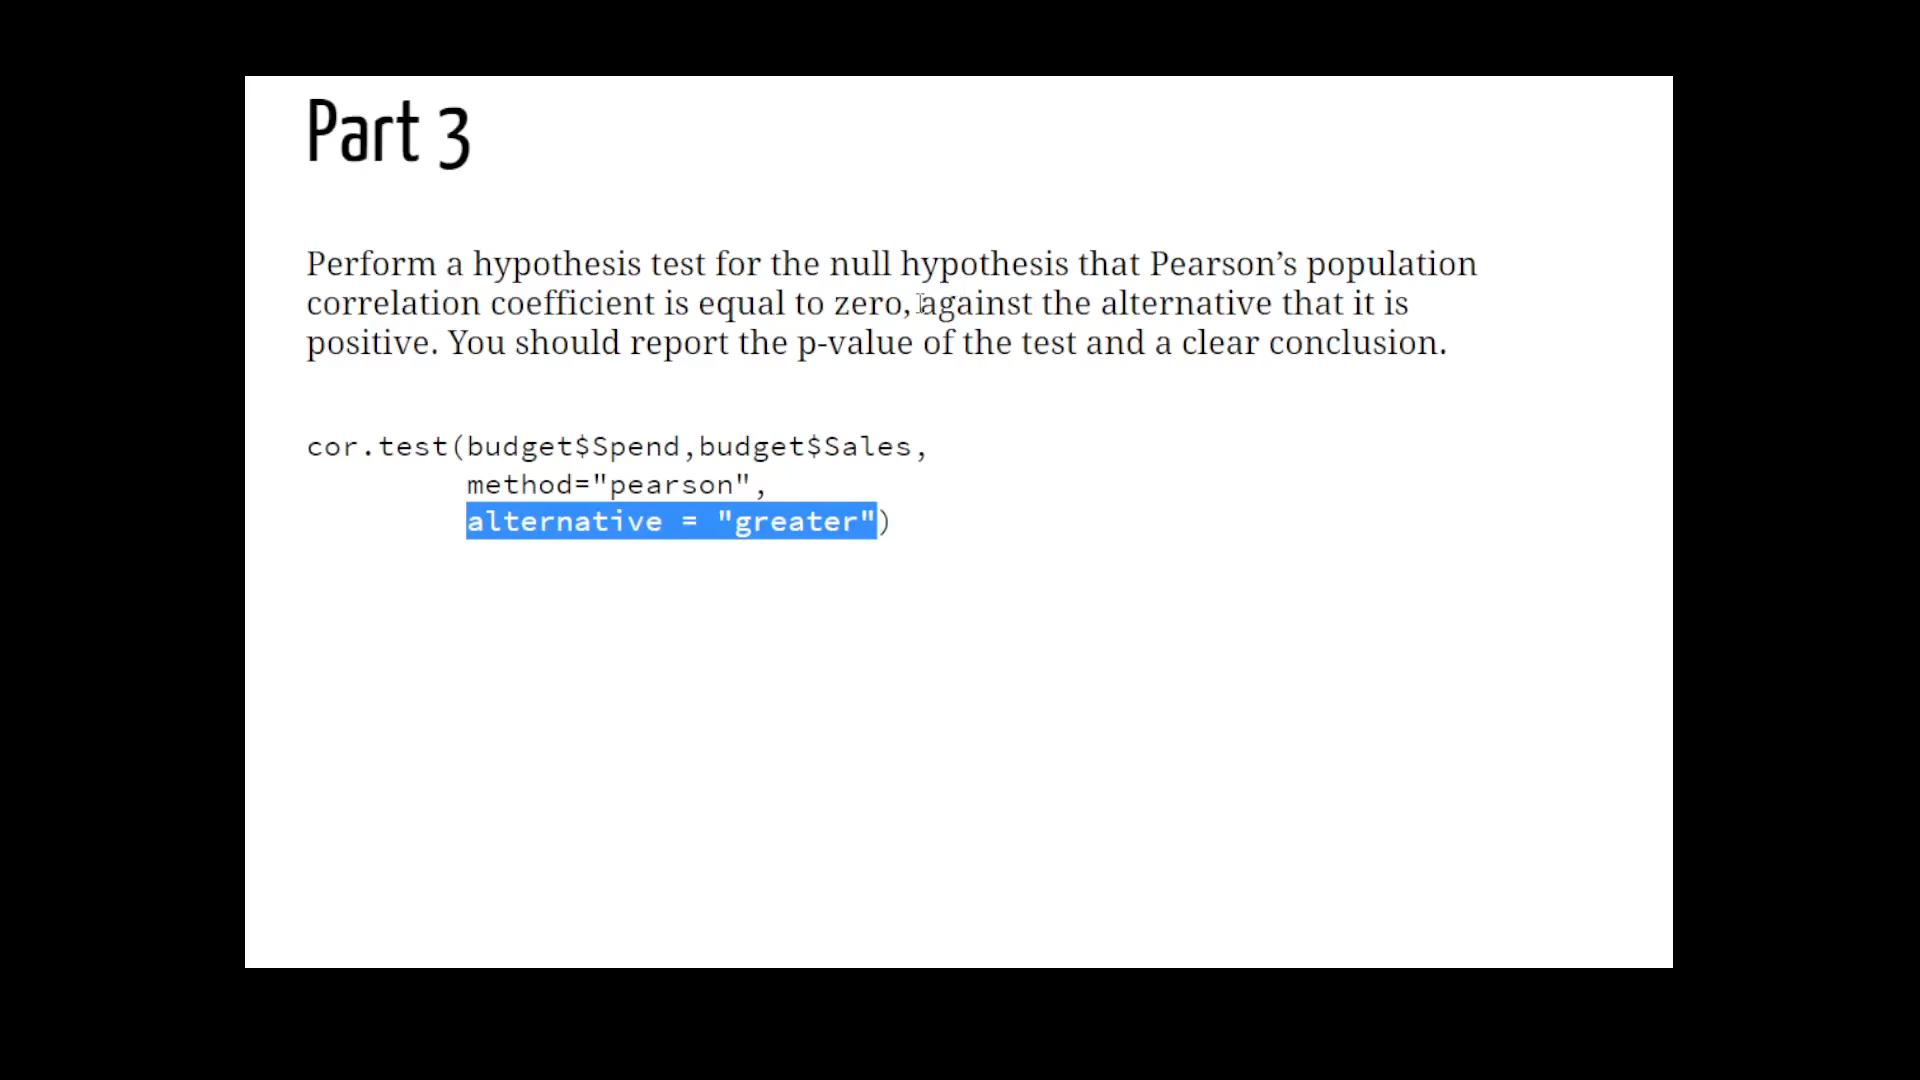 Part 3
Perform a hypothesis test for the null hypothesis that Pearson’s population
correlation coefficient is equal to zero, against the alternative that it is
positive. You should report the p-value of the test and a clear conclusion.
cor.test(budget$Spend,budget$Sales,
method="pearson",
alternative = "greater")